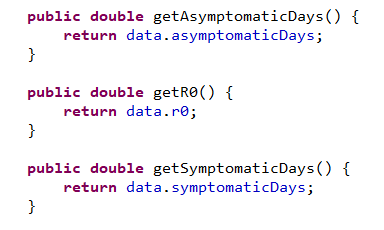 public double getAsymptomaticDays() {
    return data.asymptomaticDays;
}
public double getR0() {
    return data.r0;
}
public double getSymptomaticDays() {
    return data.symptomaticDays;
}